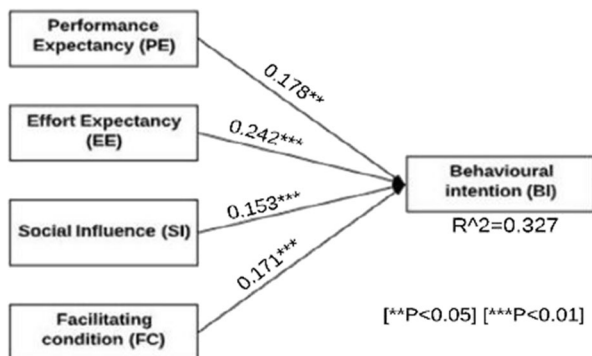 Performance
Expectancy (PE)
0.178**
Effort Expectancy
(EE)
0.242***
Behavioural
intention (BI)
R^2=0.327
0.153***
Social Influence (SI)
0.171***
Facilitating
condition (FC)
[**P<0.05] [***P<0.01]